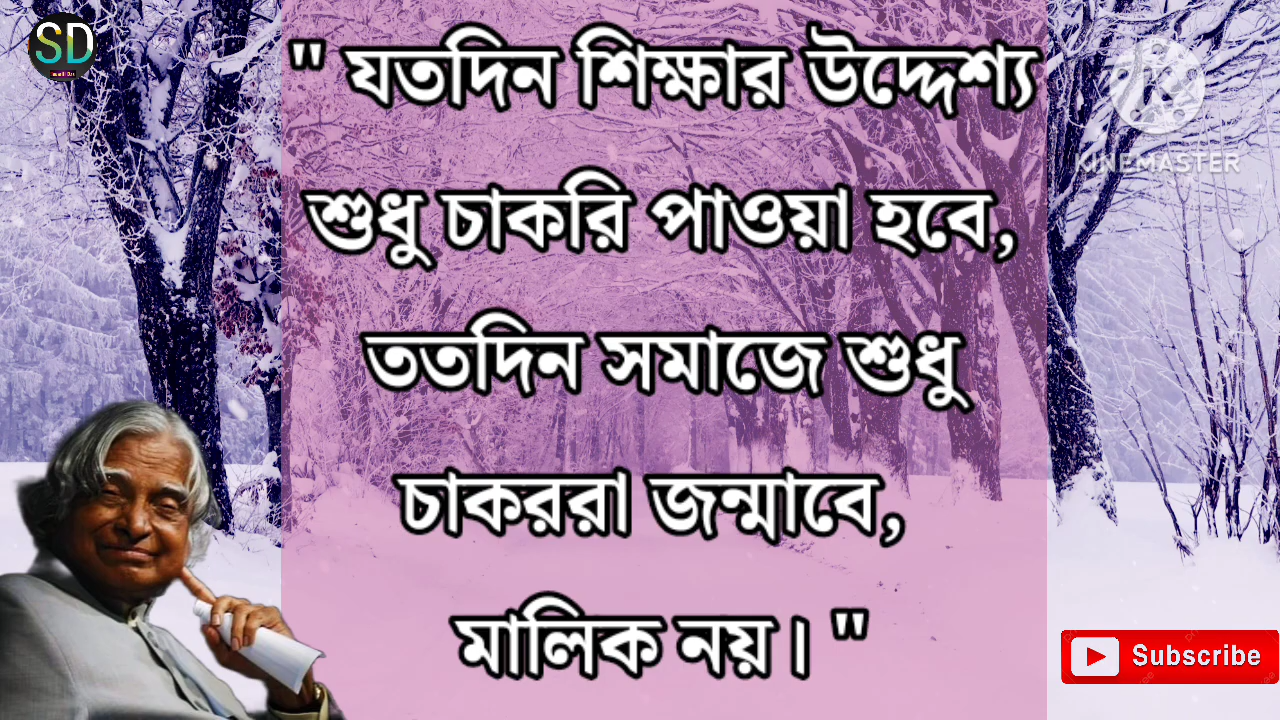 SD
KINEMASTER
" যতদিন শিক্ষার উদ্দেশ্য
শুধু চাকরি পাওয়া হবে,
ততদিন সমাজে শুধু
চাকররা জন্মাবে,
মালিক নয়। "
Subscribe